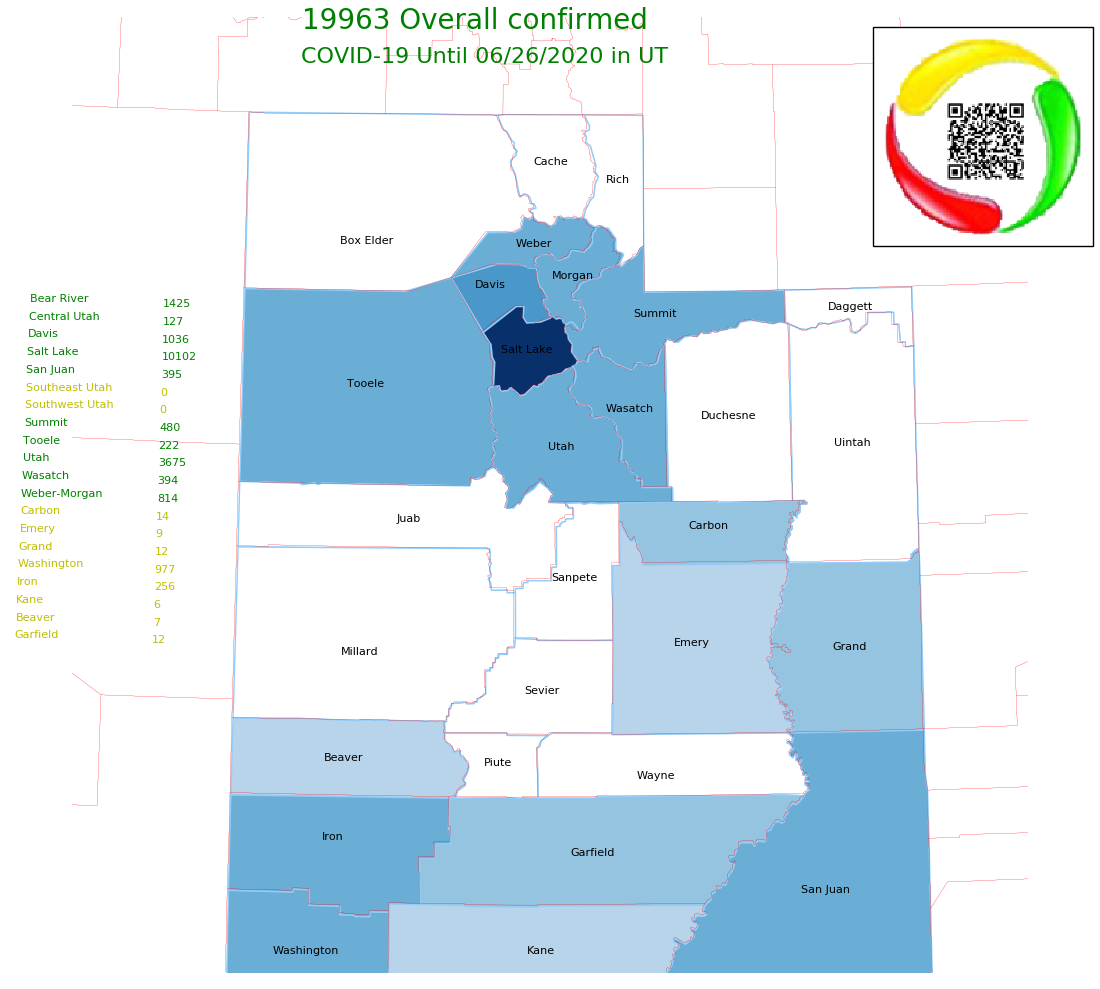 19963 Overall confirmed
COVID-19 Until 06/26/2020 in UT
Cache
Rich
Box Elder
Weber
Morgan
Davis
Summit
Daggett
Salt Lake
Tooele
Wasatch
Duchesne
Utah
Uintah
Juab
Carbon
Sanpete
Emery
Grand
Millard
Sevier
Beaver
Piute
Wayne
Iron
Garfield
San Juan
Washington
Kane
Bear River 1425
Central Utah 127
Davis 1036
Salt Lake 10102
San Juan 395
Southeast Utah 0
Southwest Utah 0
Summit 480
Tooele 222
Utah 3675
Wasatch 394
Weber-Morgan 814
Carbon 14
Emery 9
Grand 12
Washington 977
Iron 256
Kane 6
Beaver 7
Garfield 12